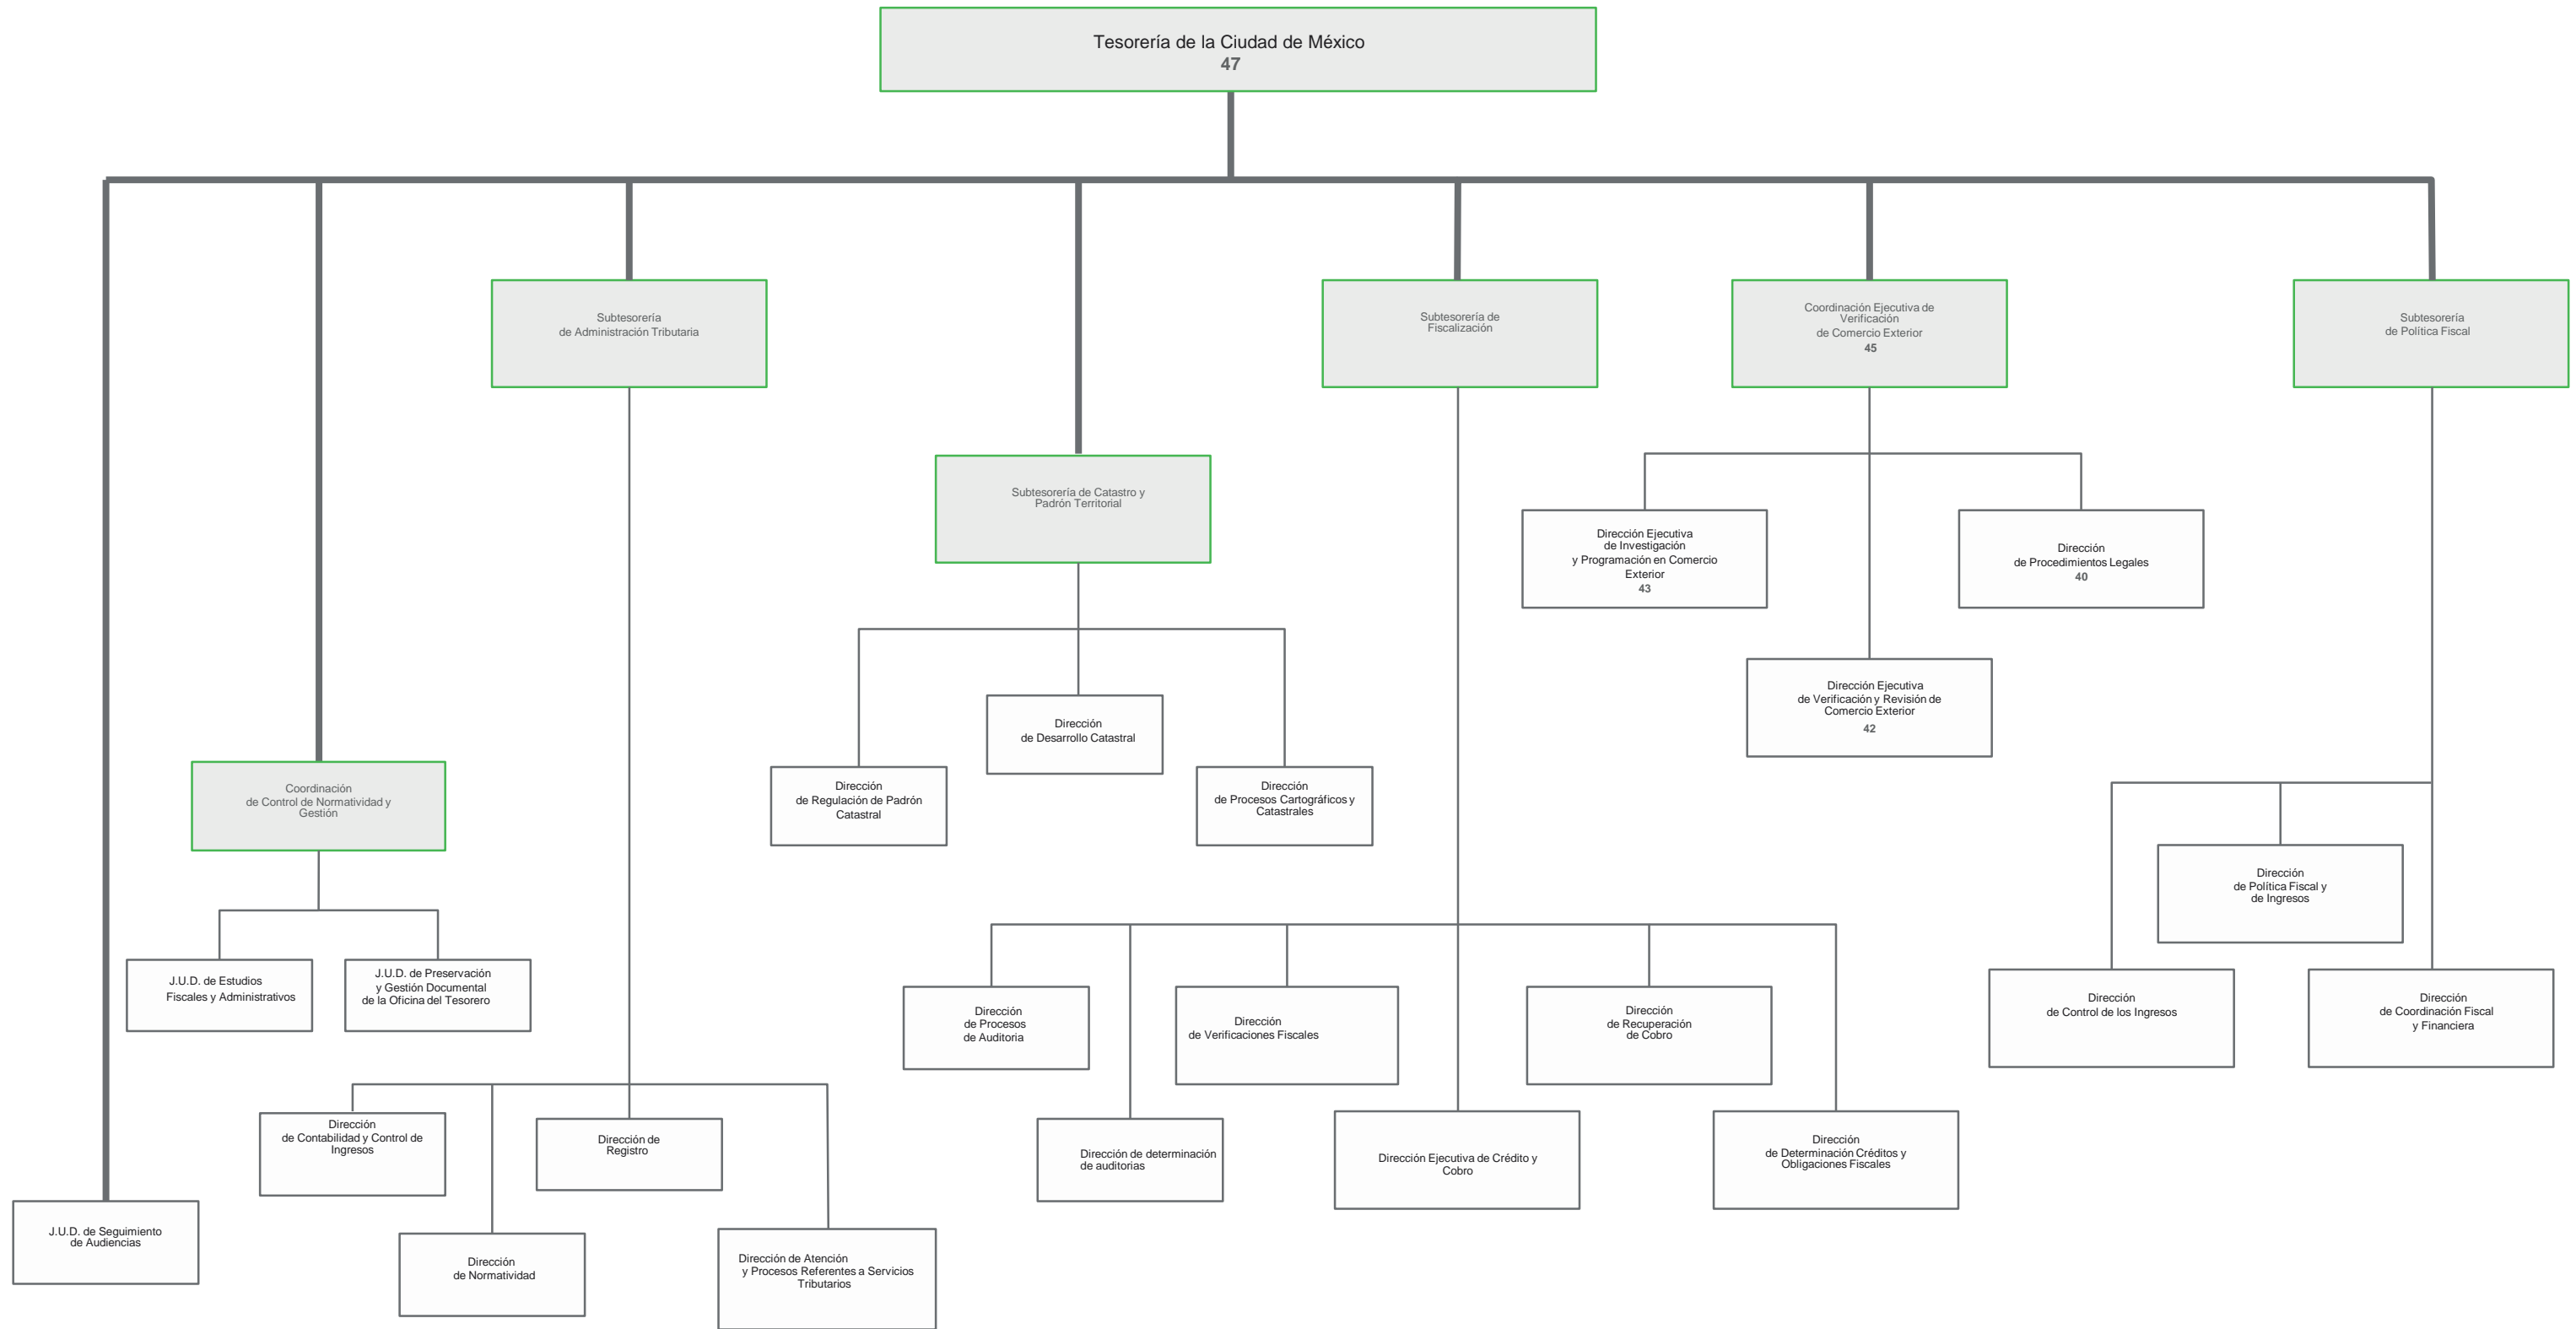 Tesorería de la Ciudad de México
47
Subtesorería
de Administración Tributaria
Subtesorería de
Fiscalización
Coordinación Ejecutiva de
Verificación
de Comercio Exterior
45
Subtesorería
de Política Fiscal
Subtesorería de Catastro y
Padrón Territorial
Dirección Ejecutiva
de Investigación
y Programación en Comercio
Exterior
43
Dirección
de Procedimientos Legales
40
Dirección Ejecutiva
de Verificación y Revisión de
Comercio Exterior
42
Dirección
de Desarrollo Catastral
Dirección
de Regulación de Padrón
Catastral
Dirección
de Procesos Cartográficos y
Catastrales
Coordinación
de Control de Normatividad y
Gestión
Dirección
de Política Fiscal y
de Ingresos
J.U.D. de Estudios
Fiscales y Administrativos
J.U.D. de Preservación
y Gestión Documental
de la Oficina del Tesorero
Dirección
de Procesos
de Auditoria
Dirección
de Verificaciones Fiscales
Dirección
de Recuperación
de Cobro
Dirección
de Control de los Ingresos
Dirección
de Coordinación Fiscal
y Financiera
Dirección
de Contabilidad y Control de
Ingresos
Dirección de
Registro
Dirección de determinación
de auditorias
Dirección Ejecutiva de Crédito y
Cobro
Dirección
de Determinación Créditos y
Obligaciones Fiscales
J.U.D. de Seguimiento
de Audiencias
Dirección
de Normatividad
Dirección de Atención
y Procesos Referentes a Servicios
Tributarios